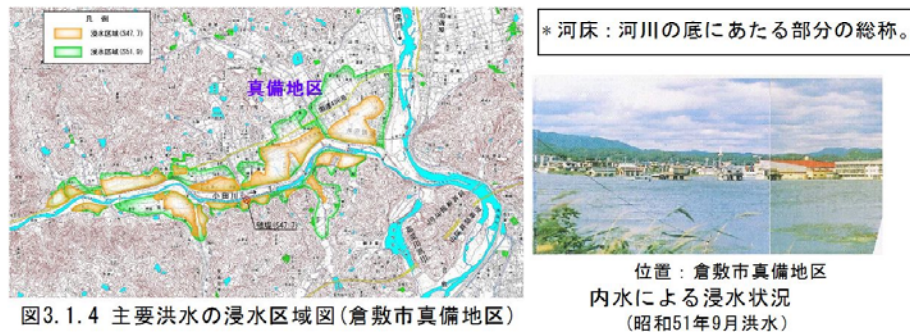 凡例
浸水区域(S47.7)
浸水区域(S51.9)
真備地区
小田川
破堤(S47.7)
図3.1.4 主要洪水の浸水区域図(倉敷市真備地区)
*河床:河川の底にあたる部分の総称。
位置:倉敷市真備地区
内水による浸水状況
(昭和51年9月洪水)